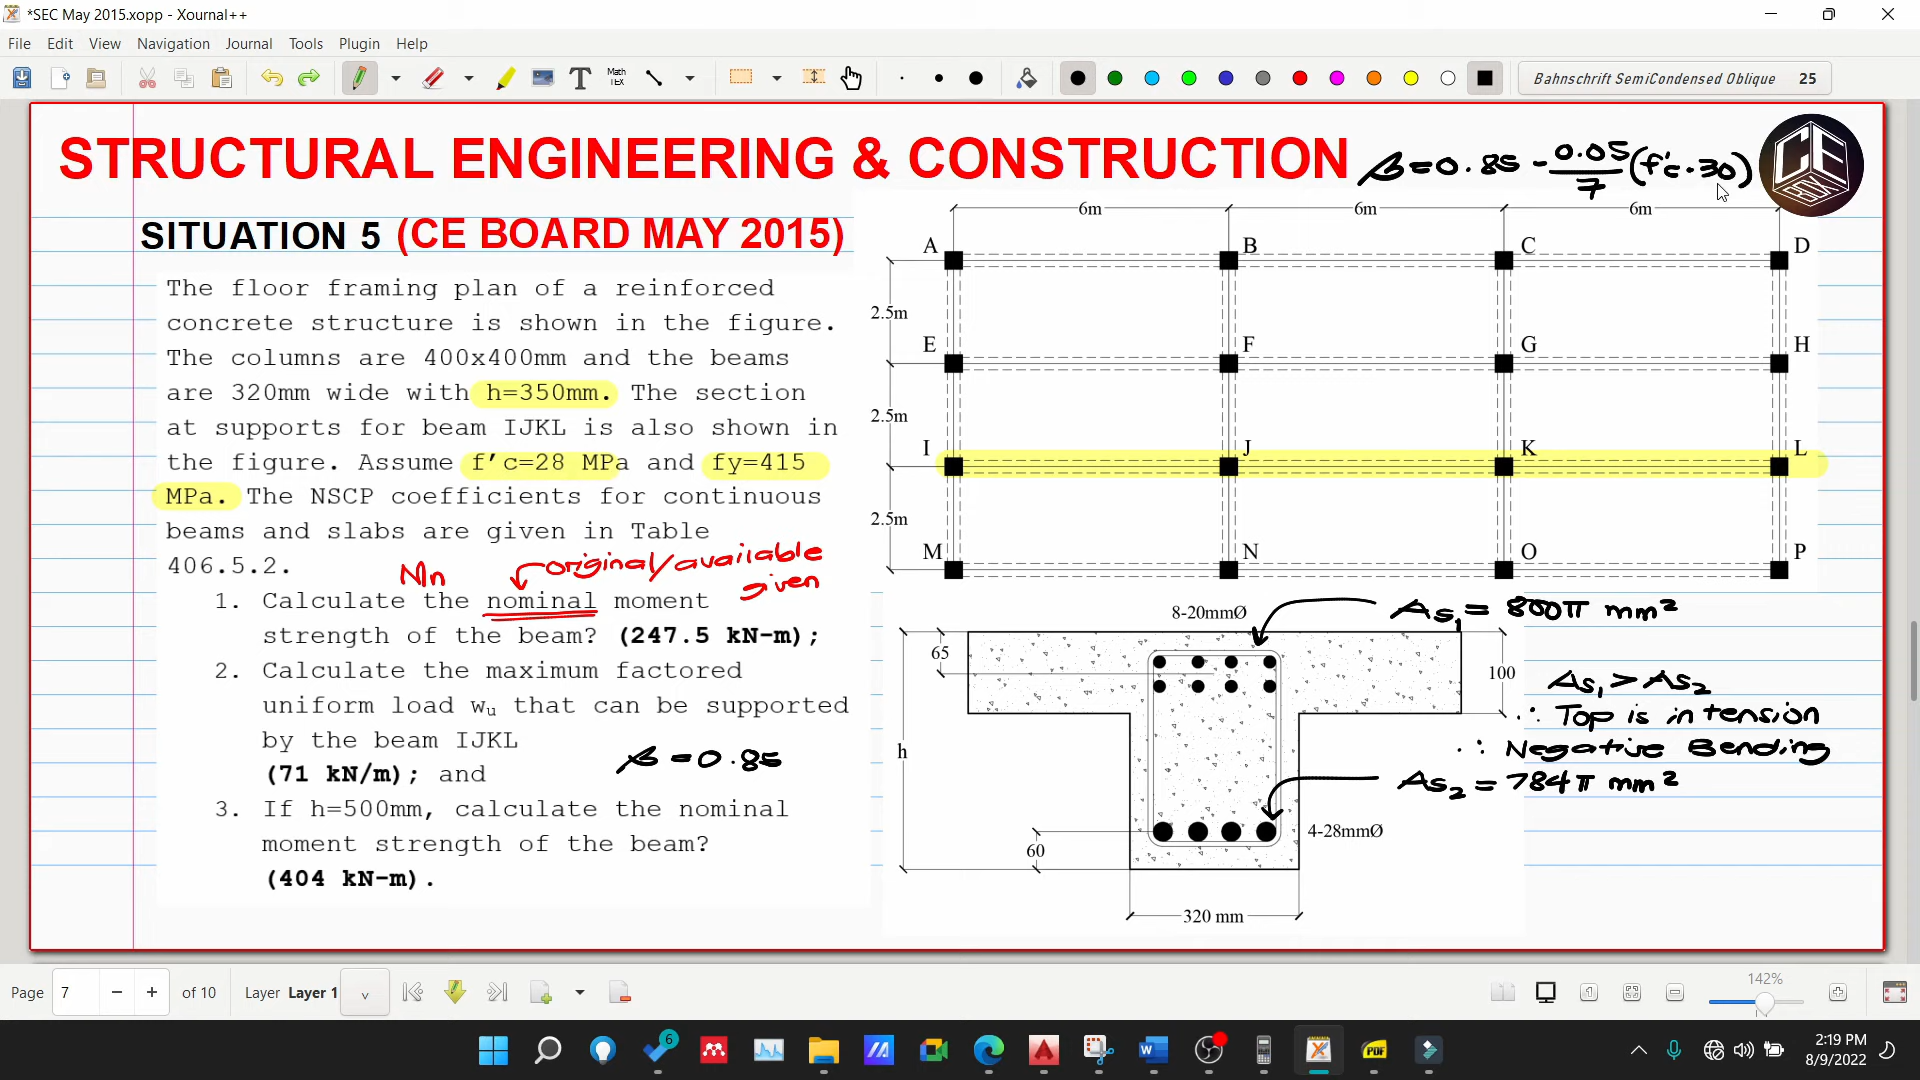 *SEC May 2015.xopp - Xournal++
File Edit View Navigation Journal Tools Plugin Help
Math
TEX
Bahnschrift SemiCondensed Oblique 25
STRUCTURAL ENGINEERING & CONSTRUCTION
β = 0.85 - 0.05/7 (f'c - 30)
CE
BOX
SITUATION 5 (CE BOARD MAY 2015)
The floor framing plan of a reinforced
concrete structure is shown in the figure.
The columns are 400x400mm and the beams
are 320mm wide with h=350mm. The section
at supports for beam IJKL is also shown in
the figure. Assume f'c=28 MPa and fy=415
MPa. The NSCP coefficients for continuous
beams and slabs are given in Table
406.5.2.
Mn
original/available
given
1. Calculate the nominal moment
strength of the beam? (247.5 kN-m);
2. Calculate the maximum factored
uniform load wu that can be supported
by the beam IJKL
(71 kN/m); and
β = 0.85
3. If h=500mm, calculate the nominal
moment strength of the beam?
(404 kN-m).
6m 6m 6m
A B C D
2.5m
E F G H
2.5m
I J K L
2.5m
M N O P
8-20mmØ
As1 = 800π mm²
65
100
As1 > As2
∴ Top is in tension
h
∴ Negative Bending
As2 = 784π mm²
4-28mmØ
60
320 mm
Page 7 of 10 Layer Layer 1
142%
6
W
PDF
2:19 PM
8/9/2022